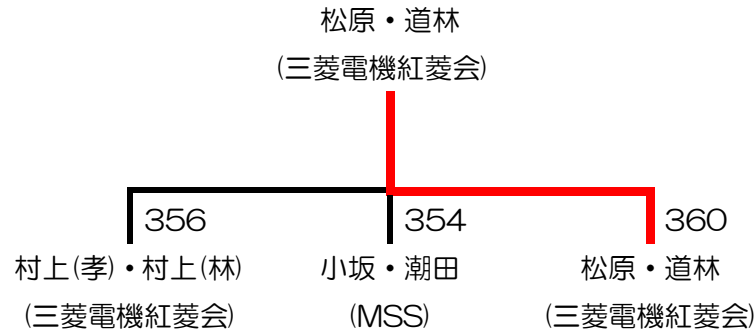 松原・道林
(三菱電機紅菱会)
356 354 360
村上(孝)・村上(林) 小坂・潮田 松原・道林
(三菱電機紅菱会) (MSS) (三菱電機紅菱会)